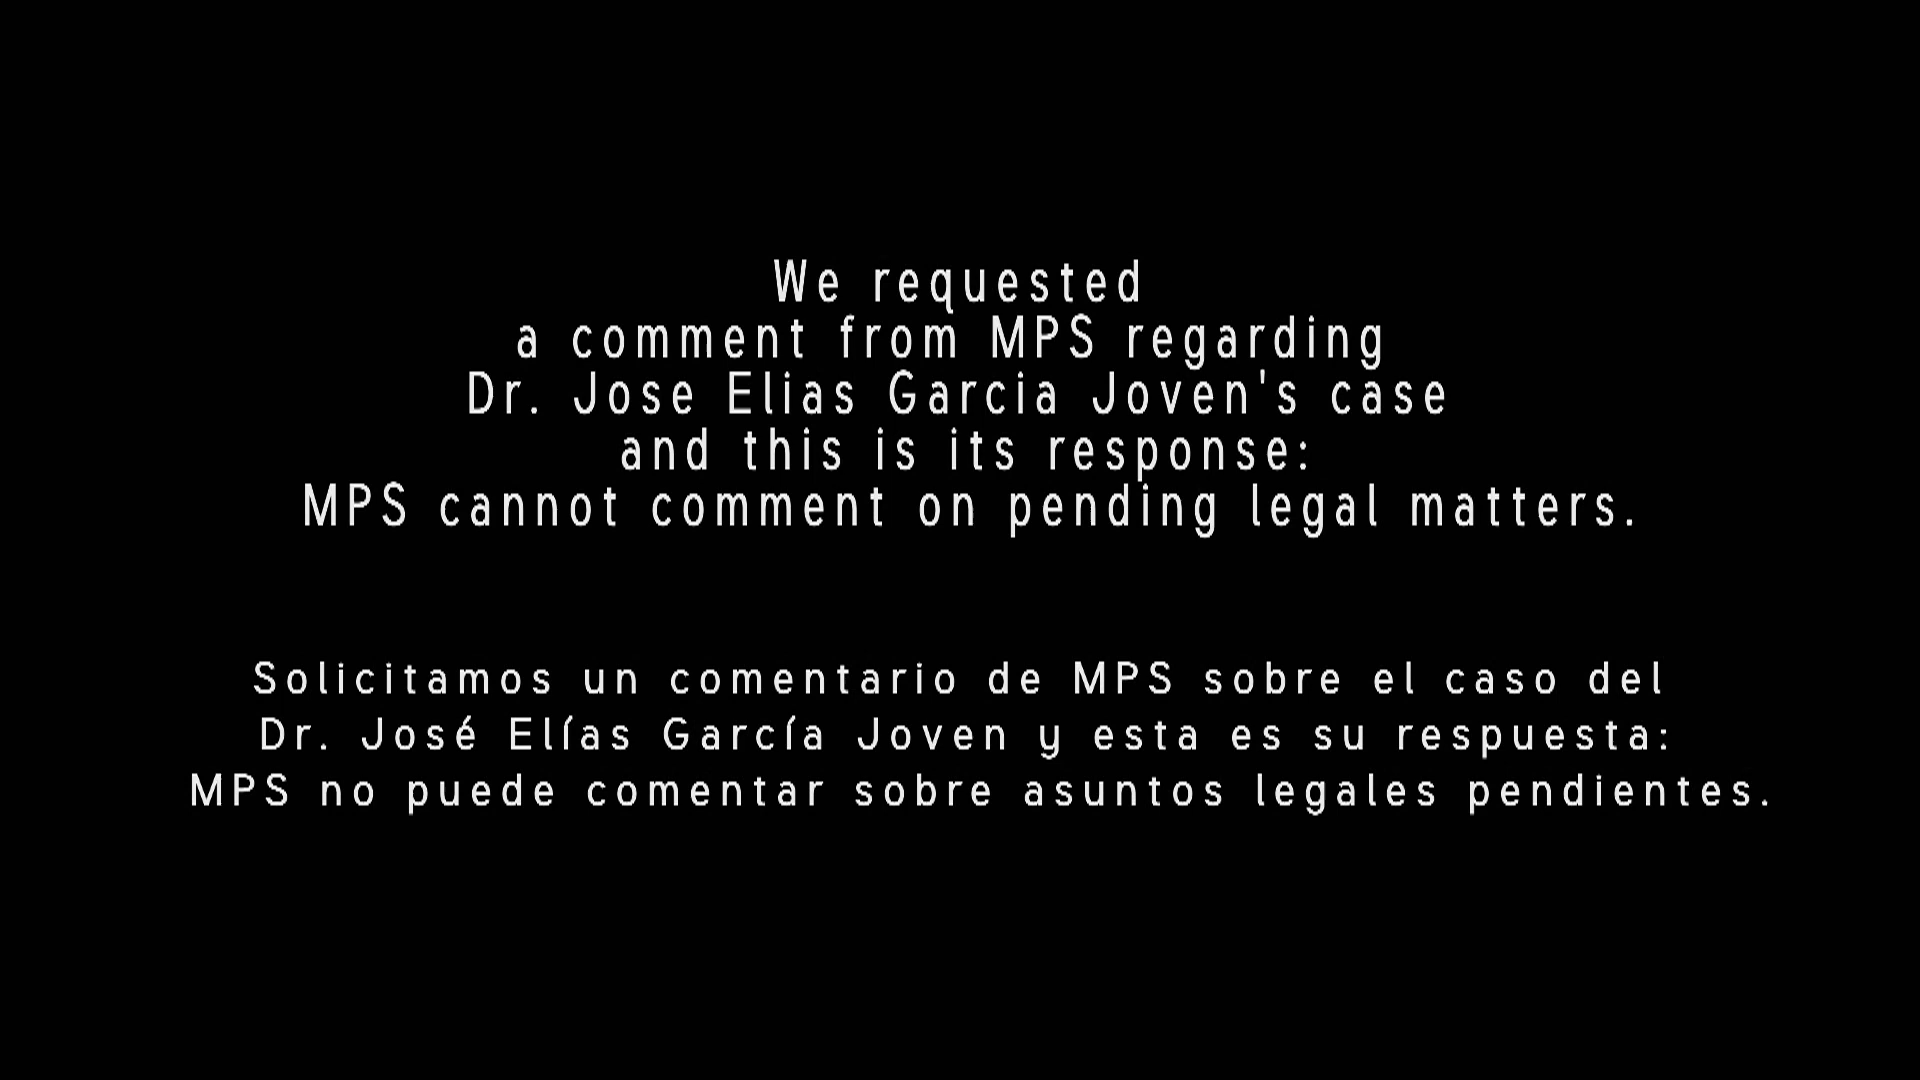 We requested
a comment from MPS regarding
Dr. Jose Elias Garcia Joven's case
and this is its response:
MPS cannot comment on pending legal matters.
Solicitamos un comentario de MPS sobre el caso del
Dr. José Elías García Joven y esta es su respuesta:
MPS no puede comentar sobre asuntos legales pendientes.